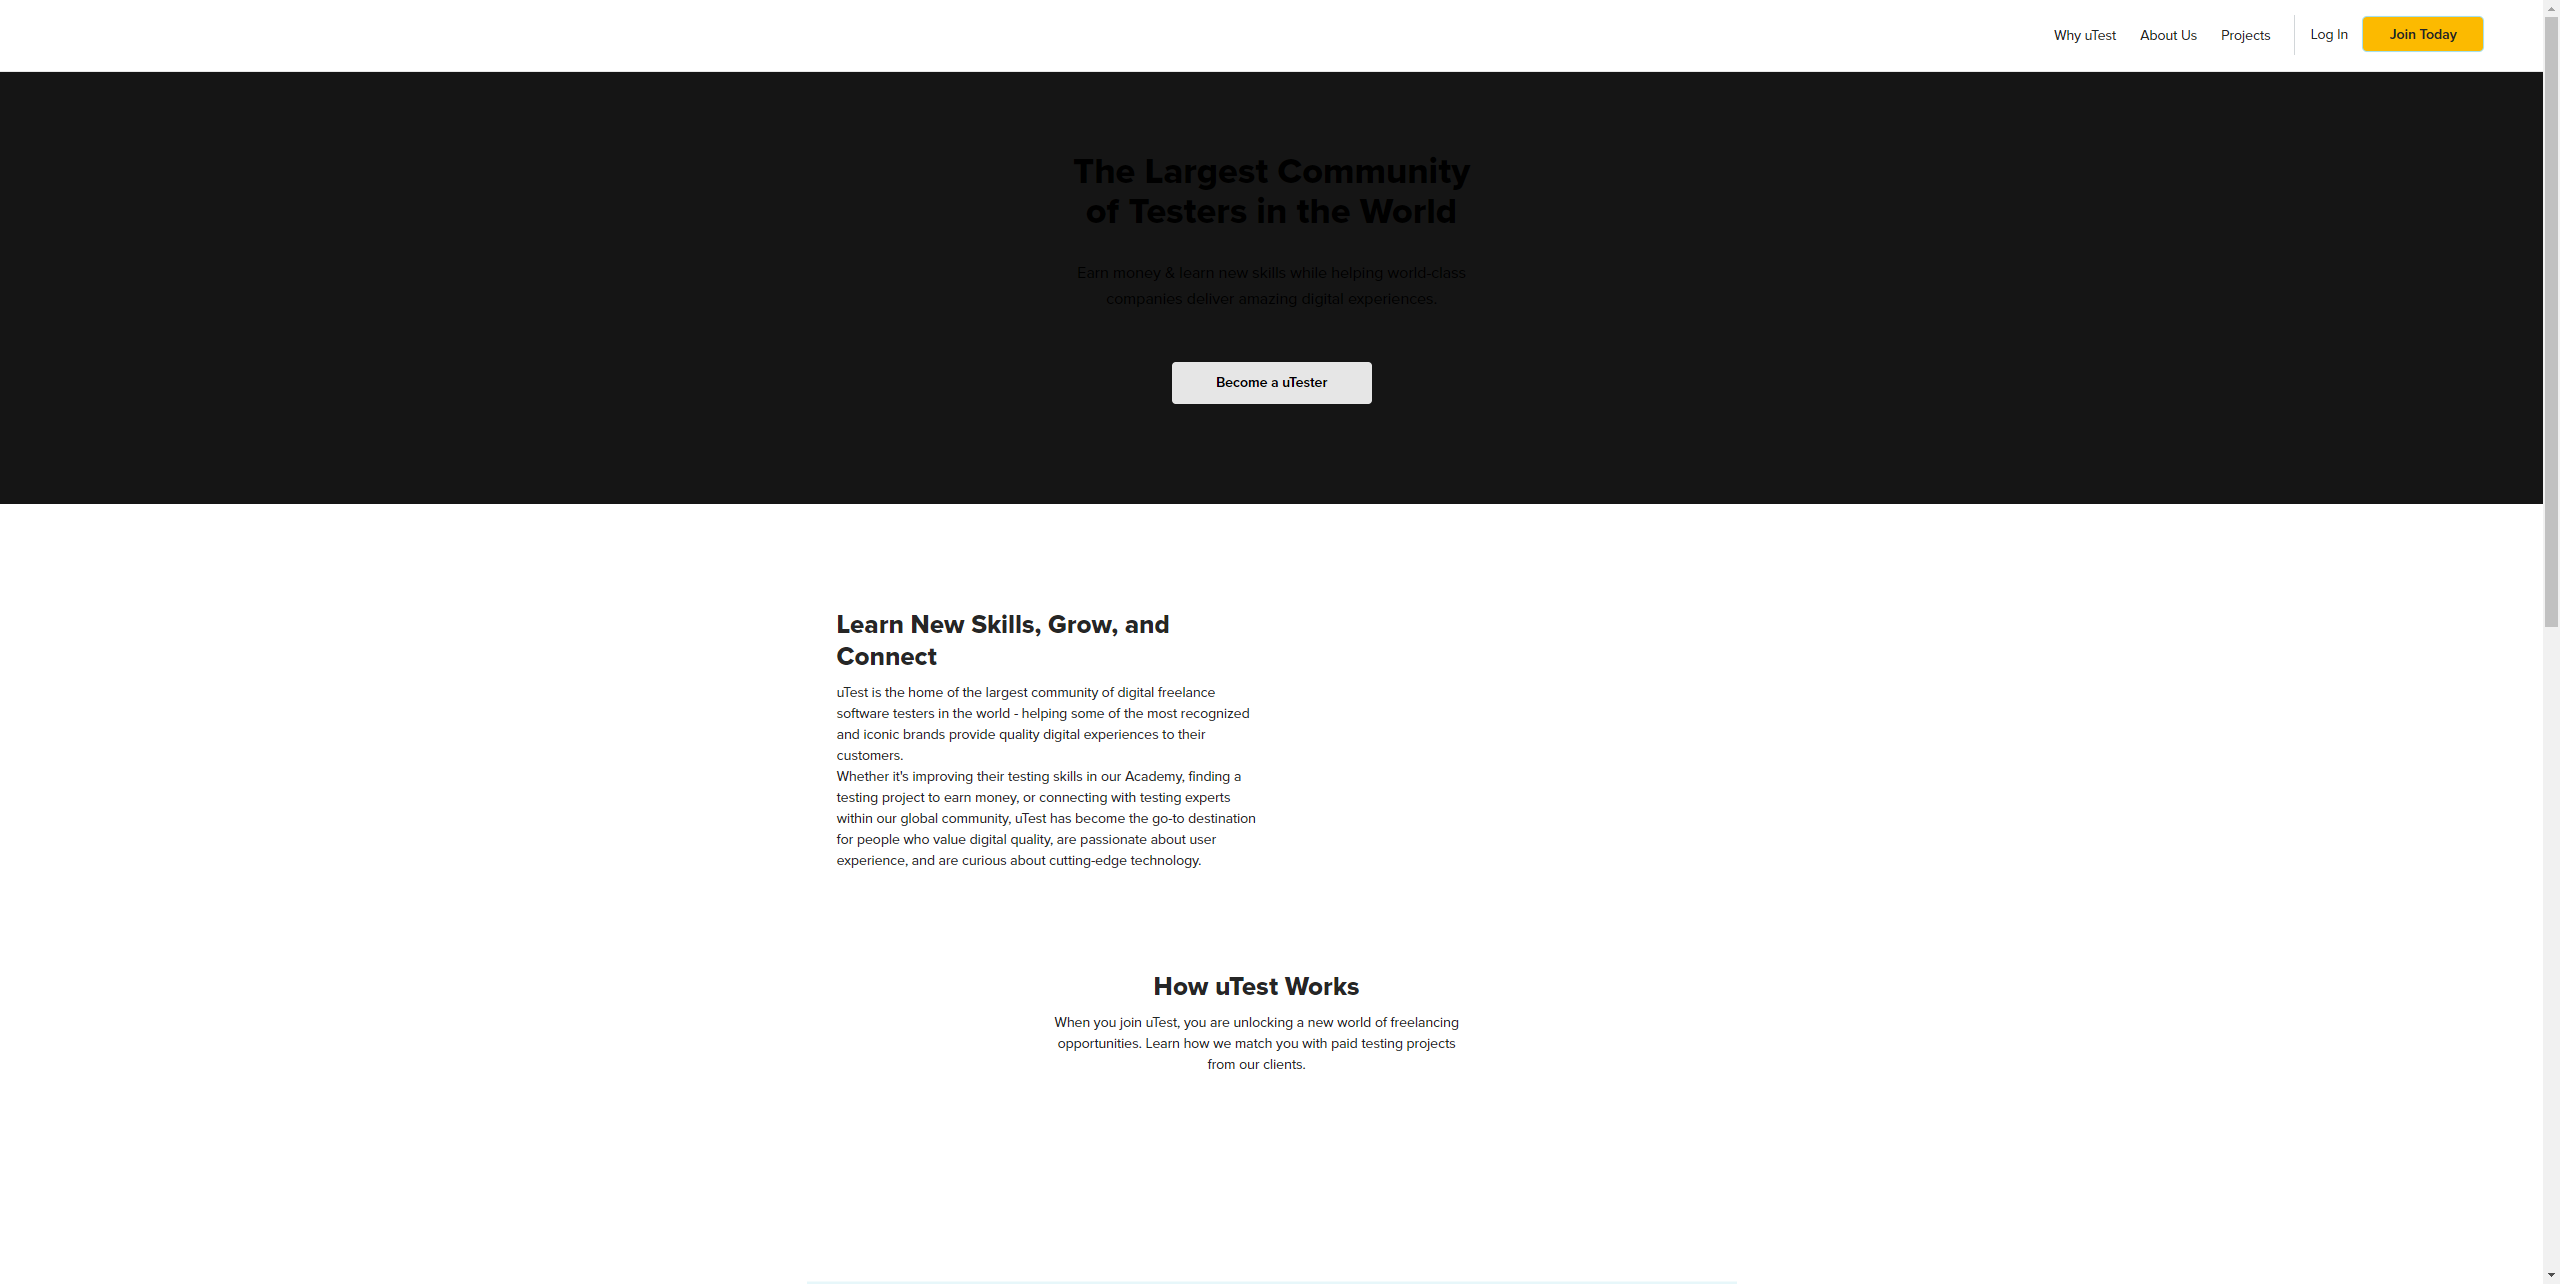 Why uTest About Us Projects Log In Join Today
The Largest Community
of Testers in the World
Earn money & learn new skills while helping world-class
companies deliver amazing digital experiences.
Become a uTester
Learn New Skills, Grow, and
Connect
uTest is the home of the largest community of digital freelance
software testers in the world - helping some of the most recognized
and iconic brands provide quality digital experiences to their
customers.
Whether it's improving their testing skills in our Academy, finding a
testing project to earn money, or connecting with testing experts
within our global community, uTest has become the go-to destination
for people who value digital quality, are passionate about user
experience, and are curious about cutting-edge technology.
How uTest Works
When you join uTest, you are unlocking a new world of freelancing
opportunities. Learn how we match you with paid testing projects
from our clients.